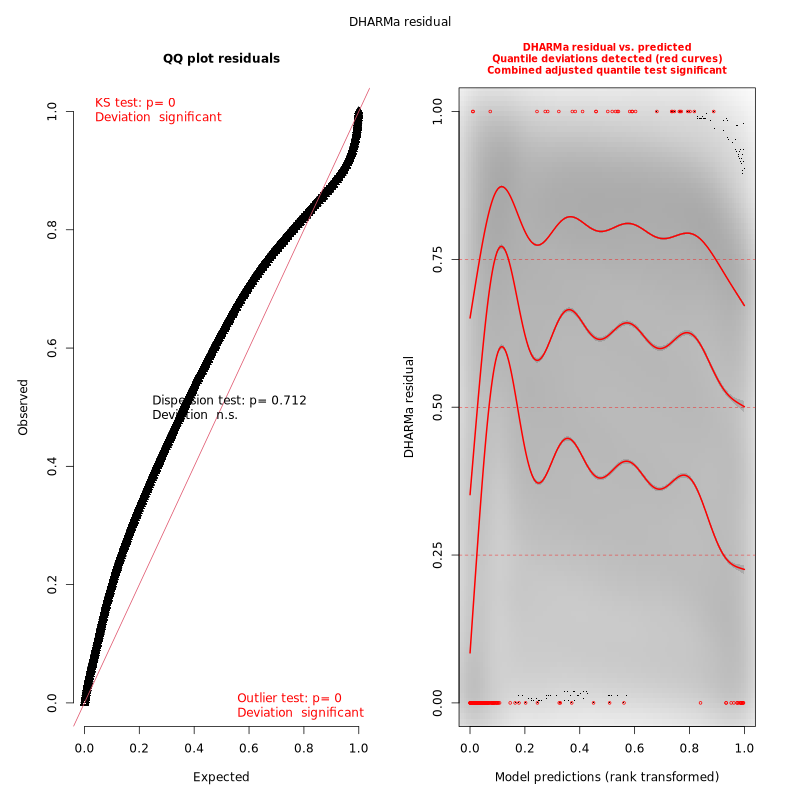 DHARMa residual
QQ plot residuals
KS test: p= 0
Deviation  significant
Dispersion test: p= 0.712
Deviation  n.s.
Outlier test: p= 0
Deviation  significant
Observed
0.0
0.2
0.4
0.6
0.8
1.0
0.0 0.2 0.4 0.6 0.8 1.0
Expected
DHARMa residual vs. predicted
Quantile deviations detected (red curves)
Combined adjusted quantile test significant
DHARMa residual
0.00
0.25
0.50
0.75
1.00
0.0 0.2 0.4 0.6 0.8 1.0
Model predictions (rank transformed)